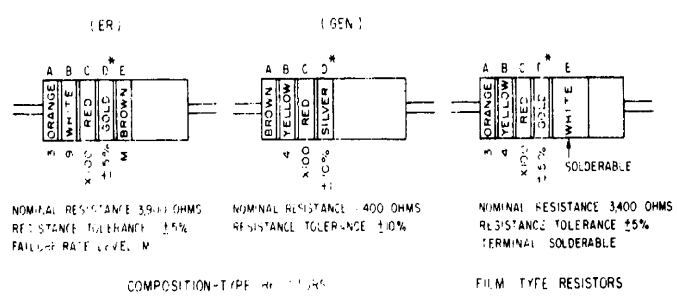 (ER)
(GEN)
A B C D* E
A B C D*
A B C * E
ORANGE WHITE RED GOLD BROWN
BROWN YELLOW RED SILVER
ORANGE YELLOW RED GOLD WHITE
3 9 X100 ±5% M
4 X100 ±10%
3 4 X100 ±5%
SOLDERABLE
NOMINAL RESISTANCE 3,900 OHMS
RESISTANCE TOLERANCE ±5%
FAILURE RATE LEVEL M
NOMINAL RESISTANCE 400 OHMS
RESISTANCE TOLERANCE ±10%
NOMINAL RESISTANCE 3,400 OHMS
RESISTANCE TOLERANCE ±5%
TERMINAL SOLDERABLE
COMPOSITION-TYPE RESISTORS
FILM TYPE RESISTORS